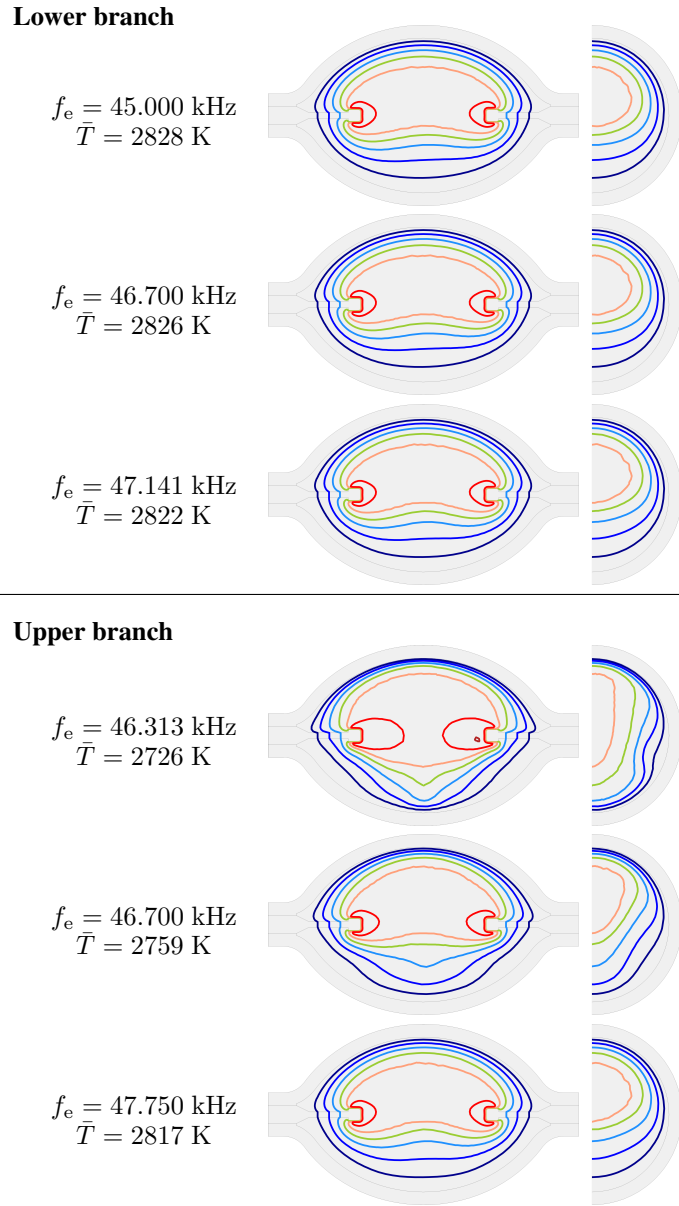 Lower branch
fe = 45.000 kHz
T̄ = 2828 K
fe = 46.700 kHz
T̄ = 2826 K
fe = 47.141 kHz
T̄ = 2822 K
Upper branch
fe = 46.313 kHz
T̄ = 2726 K
fe = 46.700 kHz
T̄ = 2759 K
fe = 47.750 kHz
T̄ = 2817 K